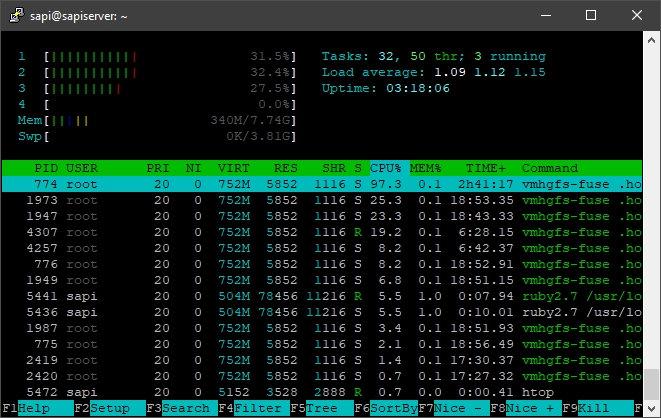 sapi@sapiserver: ~
1 [||||||||||| 31.5%] Tasks: 32, 50 thr; 3 running
2 [||||||||||| 32.4%] Load average: 1.09 1.12 1.15
3 [||||||||| 27.5%] Uptime: 03:18:06
4 [ 0.0%]
Mem[||||| 340M/7.74G]
Swp[ 0K/3.81G]
PID USER PRI NI VIRT RES SHR S CPU% MEM% TIME+ Command
774 root 20 0 752M 5852 1116 S 97.3 0.1 2h41:17 vmhgfs-fuse .ho
1973 root 20 0 752M 5852 1116 S 25.3 0.1 18:53.35 vmhgfs-fuse .ho
1947 root 20 0 752M 5852 1116 S 23.3 0.1 18:43.33 vmhgfs-fuse .ho
4307 root 20 0 752M 5852 1116 R 19.2 0.1 6:28.15 vmhgfs-fuse .ho
4257 root 20 0 752M 5852 1116 S 8.2 0.1 6:42.37 vmhgfs-fuse .ho
776 root 20 0 752M 5852 1116 S 8.2 0.1 18:52.91 vmhgfs-fuse .ho
1949 root 20 0 752M 5852 1116 S 6.8 0.1 18:51.15 vmhgfs-fuse .ho
5441 sapi 20 0 504M 78456 11216 R 5.5 1.0 0:07.94 ruby2.7 /usr/lo
5436 sapi 20 0 504M 78456 11216 S 5.5 1.0 0:10.01 ruby2.7 /usr/lo
1987 root 20 0 752M 5852 1116 S 3.4 0.1 18:51.93 vmhgfs-fuse .ho
775 root 20 0 752M 5852 1116 S 2.1 0.1 18:56.49 vmhgfs-fuse .ho
2419 root 20 0 752M 5852 1116 S 1.4 0.1 17:30.37 vmhgfs-fuse .ho
2420 root 20 0 752M 5852 1116 S 0.7 0.1 17:27.32 vmhgfs-fuse .ho
5472 sapi 20 0 5152 3528 2888 R 0.7 0.0 0:00.41 htop
F1Help F2Setup F3Search F4Filter F5Tree F6SortBy F7Nice - F8Nice + F9Kill F